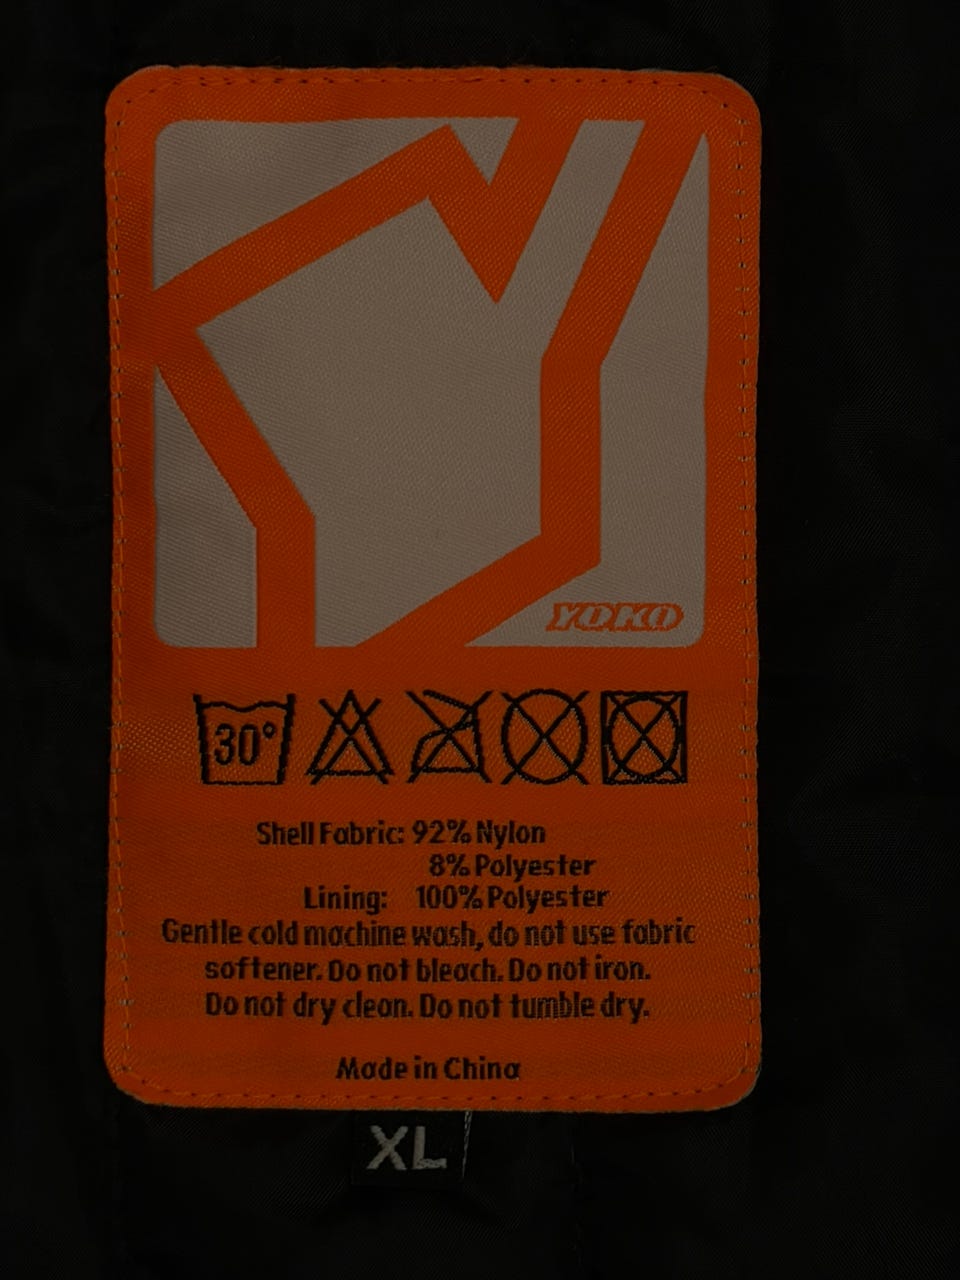 YOKO
30°
Shell Fabric: 92% Nylon
8% Polyester
Lining: 100% Polyester
Gentle cold machine wash, do not use fabric
softener. Do not bleach. Do not iron.
Do not dry clean. Do not tumble dry.
Made in China
XL